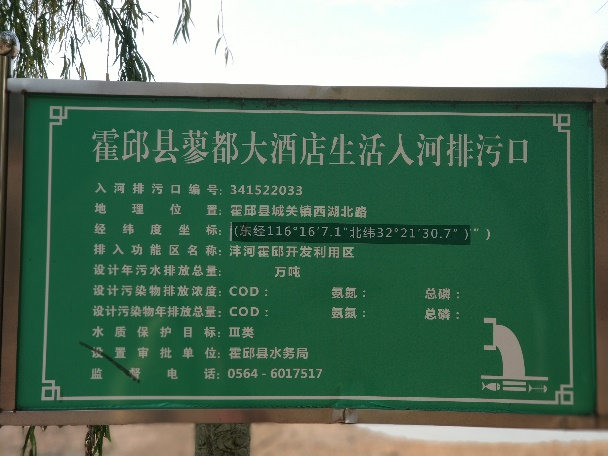 霍邱县蓼都大酒店生活入河排污口
入河排污口编号: 341522033
地理位置: 霍邱县城关镇西湖北路
经纬度坐标: (东经116°16′7.1"北纬32°21′30.7") ")
排入功能区名称: 沣河霍邱开发利用区
设计年污水排放总量: 万吨
设计污染物排放浓度: COD: 氨氮: 总磷:
设计污染物年排放总量: COD: 氨氮: 总磷:
水质保护目标: III类
设置审批单位: 霍邱县水务局
监督电话: 0564-6017517